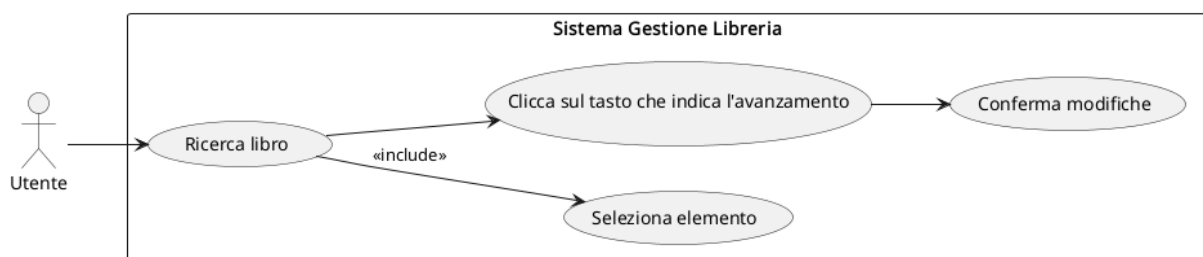 Sistema Gestione Libreria
Clicca sul tasto che indica l'avanzamento
Conferma modifiche
Ricerca libro
«include»
Utente
Seleziona elemento